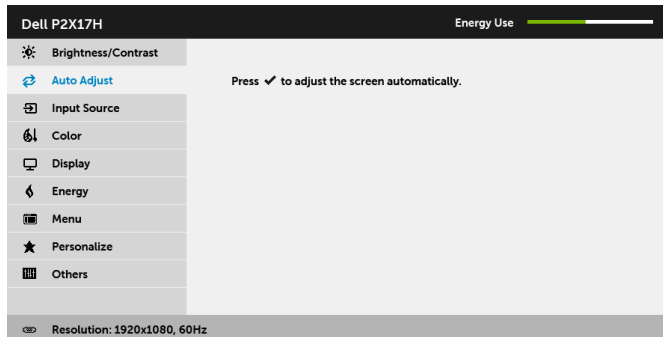 Dell P2X17H
Energy Use
Brightness/Contrast
Auto Adjust
Press ✓ to adjust the screen automatically.
Input Source
Color
Display
Energy
Menu
Personalize
Others
Resolution: 1920x1080, 60Hz